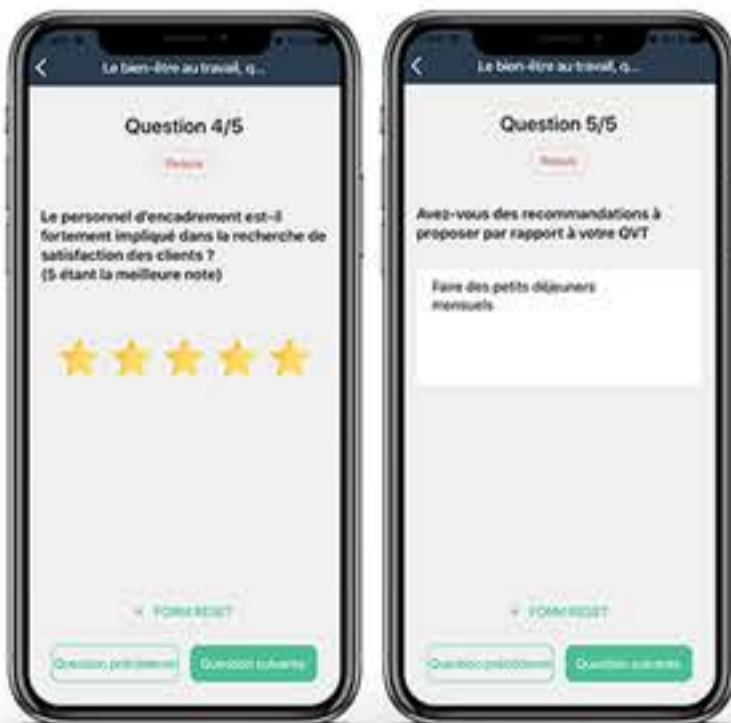 Le bien-être au travail, q...
Question 4/5
Le personnel d'encadrement est-il
fortement impliqué dans la recherche de
satisfaction des clients ?
(5 étant la meilleure note)
FORM RESET
Question précédente
Question suivante
Le bien-être au travail, q...
Question 5/5
Avez-vous des recommandations à
proposer par rapport à votre QVT
Faire des petits déjeuners
mensuels
FORM RESET
Question précédente
Question suivante